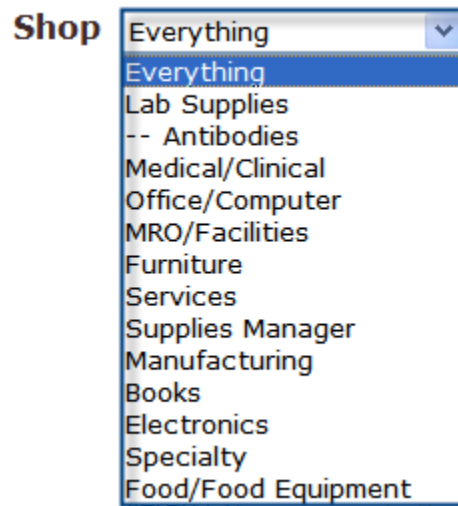 Shop Everything
Everything
Lab Supplies
-- Antibodies
Medical/Clinical
Office/Computer
MRO/Facilities
Furniture
Services
Supplies Manager
Manufacturing
Books
Electronics
Specialty
Food/Food Equipment